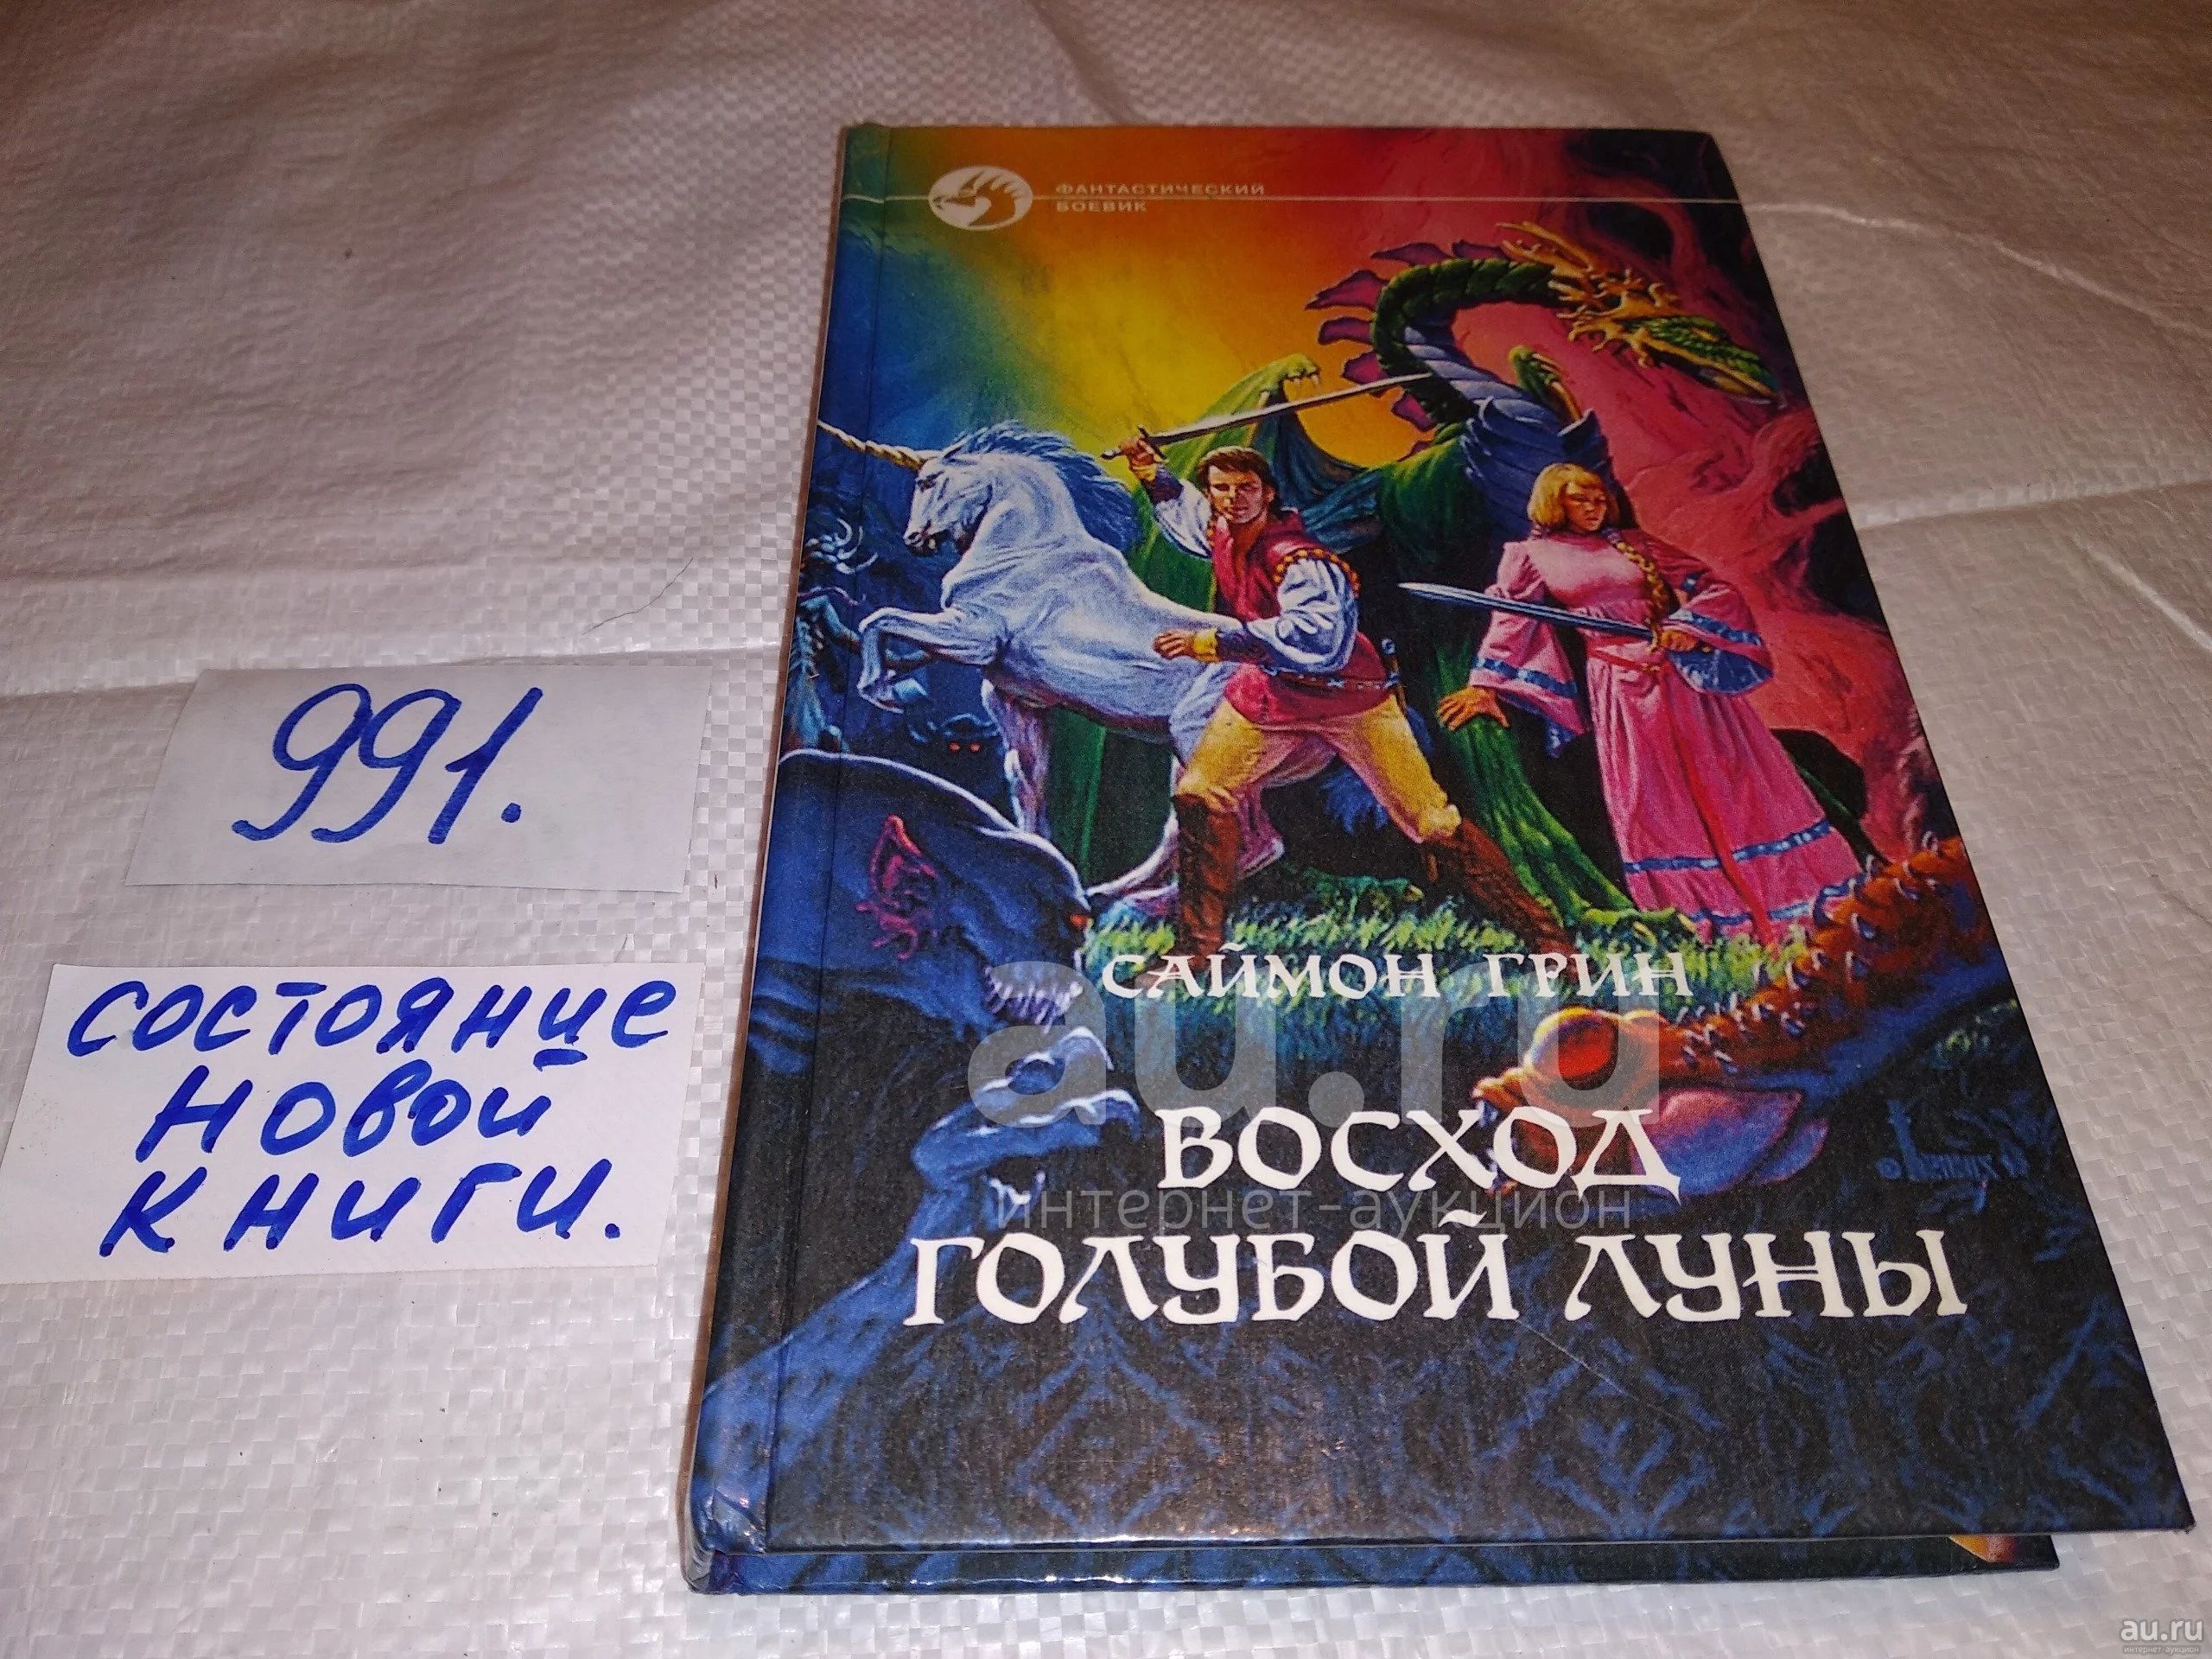 ФАНТАСТИЧЕСКИЙ
БОЕВИК
991.
состояние
новой
книги.
САЙМОН ГРИН
au.ru
ВОСХОД
интернет-аукцион
ГОЛУБОЙ ЛУНЫ
au.ru
интернет-аукцион